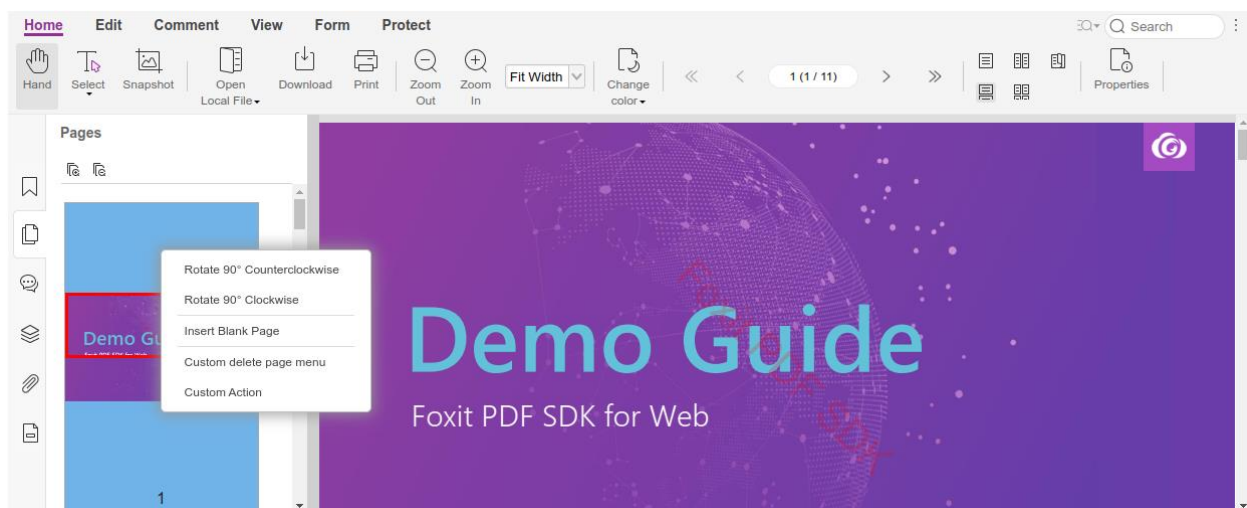 Home Edit Comment View Form Protect Search
Hand Select Snapshot Open Local File Download Print Zoom Out Zoom In Fit Width Change color 1 (1 / 11) Properties
Pages
Rotate 90° Counterclockwise
Rotate 90° Clockwise
Insert Blank Page
Custom delete page menu
Custom Action
Demo Gu
1
Demo Guide
Foxit PDF SDK for Web